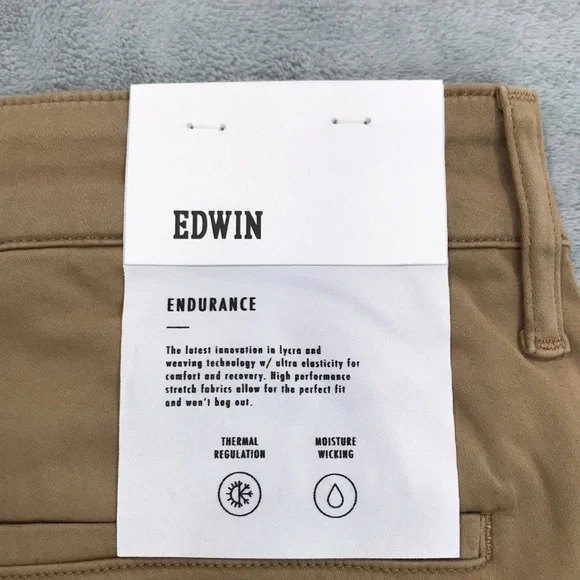 EDWIN
ENDURANCE
The latest innovation in lycra and
weaving technology w/ ultra elasticity for
comfort and recovery. High performance
stretch fabrics allow for the perfect fit
and won't bag out.
THERMAL
REGULATION
MOISTURE
WICKING